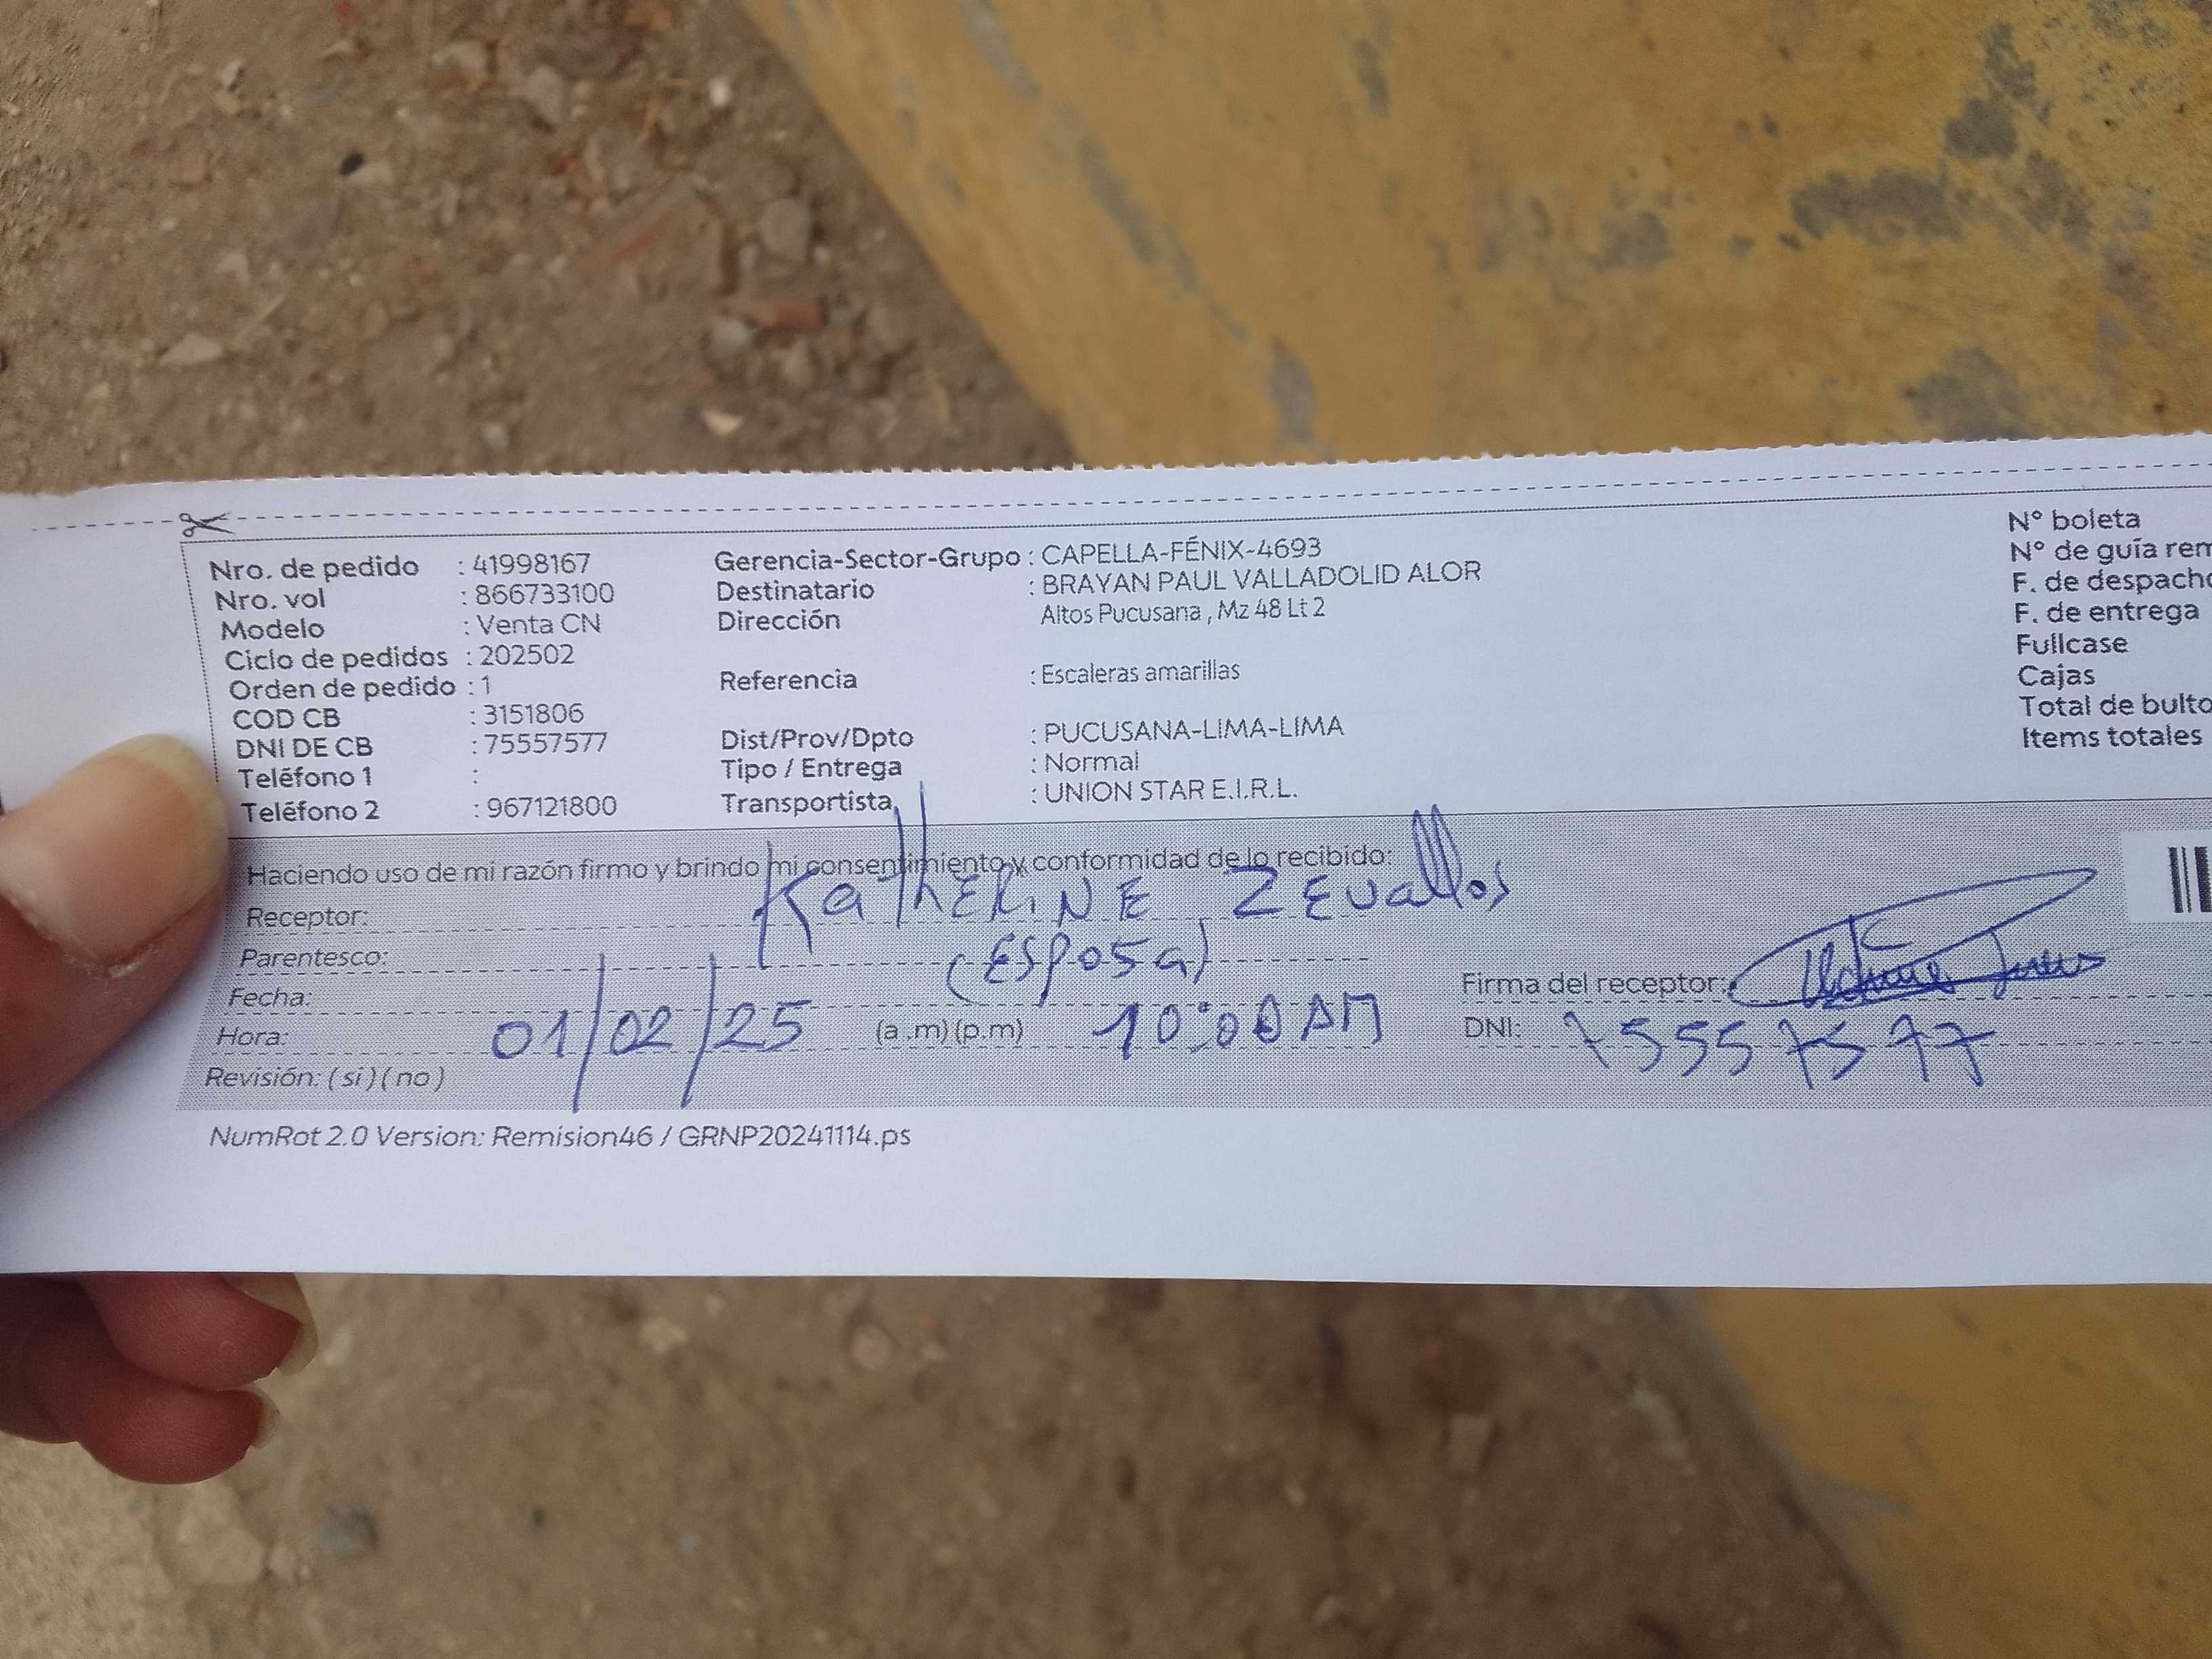 Nro. de pedido : 41998167
Nro. vol : 866733100
Modelo : Venta CN
Ciclo de pedidos : 202502
Orden de pedido : 1
COD CB : 3151806
DNI DE CB : 75557577
Teléfono 1 :
Teléfono 2 : 967121800
Gerencia-Sector-Grupo : CAPELLA-FÉNIX-4693
Destinatario : BRAYAN PAUL VALLADOLID ALOR
Dirección Altos Pucusana , Mz 48 Lt 2
Referencia : Escaleras amarillas
Dist/Prov/Dpto : PUCUSANA-LIMA-LIMA
Tipo / Entrega : Normal
Transportista : UNION STAR E.I.R.L.
N° boleta
N° de guía rem
F. de despacho
F. de entrega
Fullcase
Cajas
Total de bulto
Items totales
Haciendo uso de mi razón firmo y brindo mi consentimiento y conformidad de lo recibido:
Receptor: KatHERINE ZEvallos
Parentesco: (Esposa)
Fecha: 01/02/25
Hora: (a .m) (p.m) 10:00 AM
Revisión: ( si ) ( no )
Firma del receptor:
DNI: 75557577
NumRot 2.0 Version: Remision46 / GRNP20241114.ps